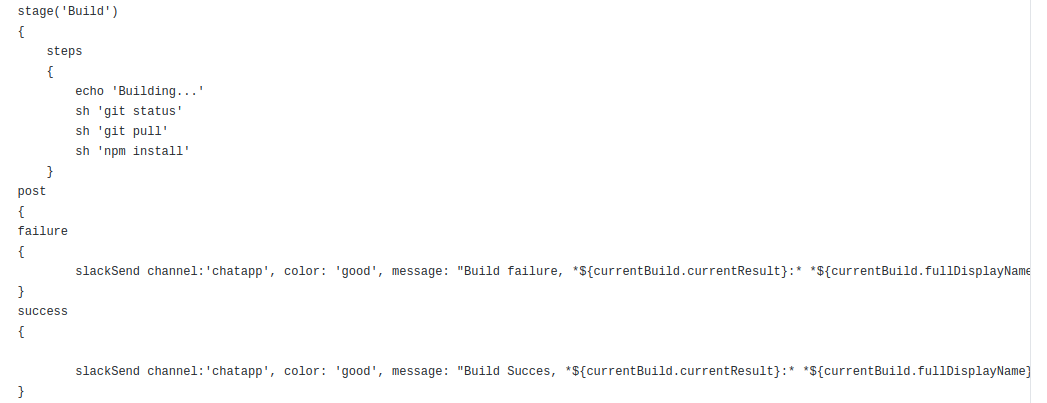 stage('Build')
{
    steps
    {
        echo 'Building...'
        sh 'git status'
        sh 'git pull'
        sh 'npm install'
    }
post
{
failure
{
        slackSend channel:'chatapp', color: 'good', message: "Build failure, *${currentBuild.currentResult}:* *${currentBuild.fullDisplayName
}
success
{

        slackSend channel:'chatapp', color: 'good', message: "Build Succes, *${currentBuild.currentResult}:* *${currentBuild.fullDisplayName}
}